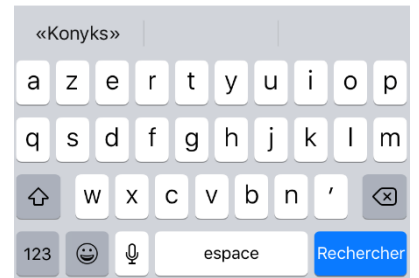 «Konyks»
a z e r t y u i o p
q s d f g h j k l m
w x c v b n ′
123 espace Rechercher